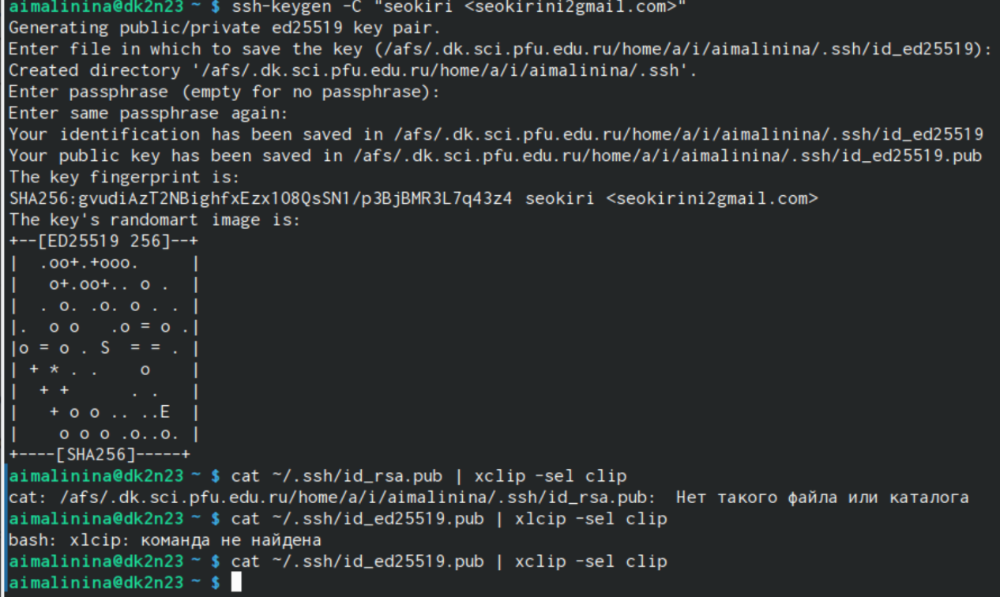 aimalinina@dk2n23 ~ $ ssh-keygen -C "seokiri <seokirini2gmail.com>"
Generating public/private ed25519 key pair.
Enter file in which to save the key (/afs/.dk.sci.pfu.edu.ru/home/a/i/aimalinina/.ssh/id_ed25519):
Created directory '/afs/.dk.sci.pfu.edu.ru/home/a/i/aimalinina/.ssh'.
Enter passphrase (empty for no passphrase):
Enter same passphrase again:
Your identification has been saved in /afs/.dk.sci.pfu.edu.ru/home/a/i/aimalinina/.ssh/id_ed25519
Your public key has been saved in /afs/.dk.sci.pfu.edu.ru/home/a/i/aimalinina/.ssh/id_ed25519.pub
The key fingerprint is:
SHA256:gvudiAzT2NBighfxEzx108QsSN1/p3BjBMR3L7q43z4 seokiri <seokirini2gmail.com>
The key's randomart image is:
+--[ED25519 256]--+
|   .oo+.+ooo.      |
|    o+.oo+.. o .   |
|   . o. .o. o . . |
|.  o o   .o = o .|
|o = o . S  = = . |
| + * . .    o     |
|   + +      . .    |
|    + o o .. ..E   |
|     o o o .o..o. |
+----[SHA256]-----+
aimalinina@dk2n23 ~ $ cat ~/.ssh/id_rsa.pub | xclip -sel clip
cat: /afs/.dk.sci.pfu.edu.ru/home/a/i/aimalinina/.ssh/id_rsa.pub: Нет такого файла или каталога
aimalinina@dk2n23 ~ $ cat ~/.ssh/id_ed25519.pub | xlcip -sel clip
bash: xlcip: команда не найдена
aimalinina@dk2n23 ~ $ cat ~/.ssh/id_ed25519.pub | xclip -sel clip
aimalinina@dk2n23 ~ $